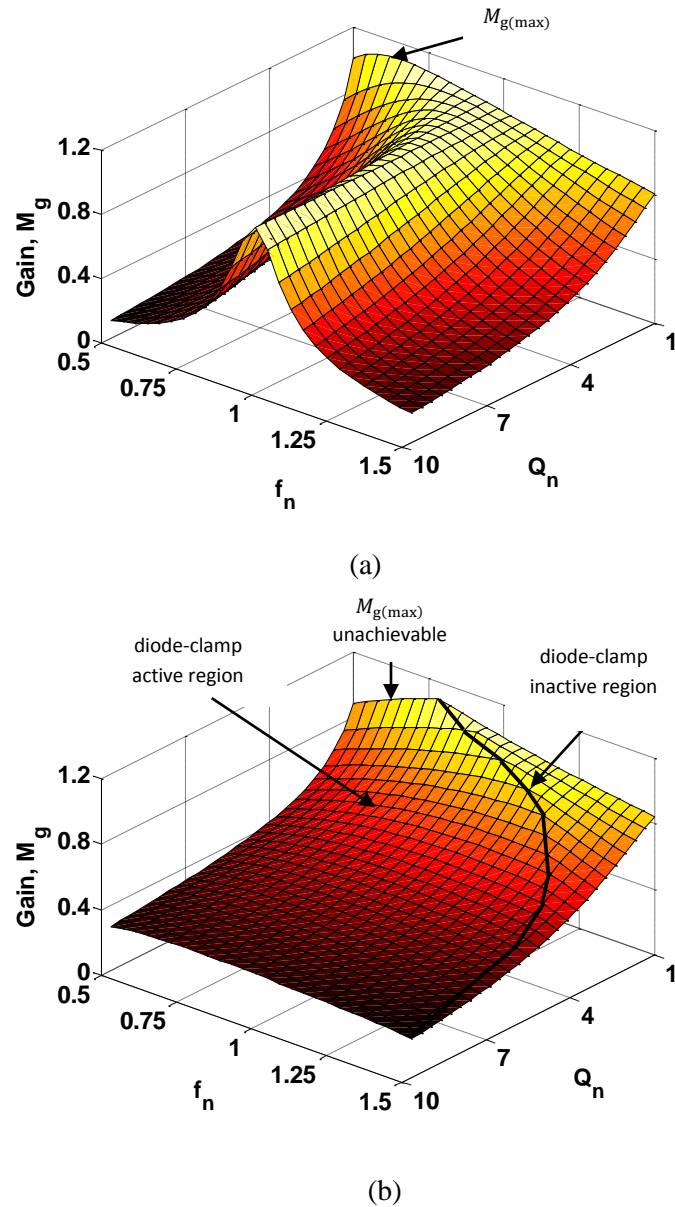 M_g(max)
1.2
0.8
0.4
0
Gain, M_g
0.5
0.75
1
1.25
1.5
f_n
10
7
4
1
Q_n
(a)
M_g(max)
unachievable
diode-clamp
active region
diode-clamp
inactive region
1.2
0.8
0.4
0
Gain, M_g
0.5
0.75
1
1.25
1.5
f_n
10
7
4
1
Q_n
(b)